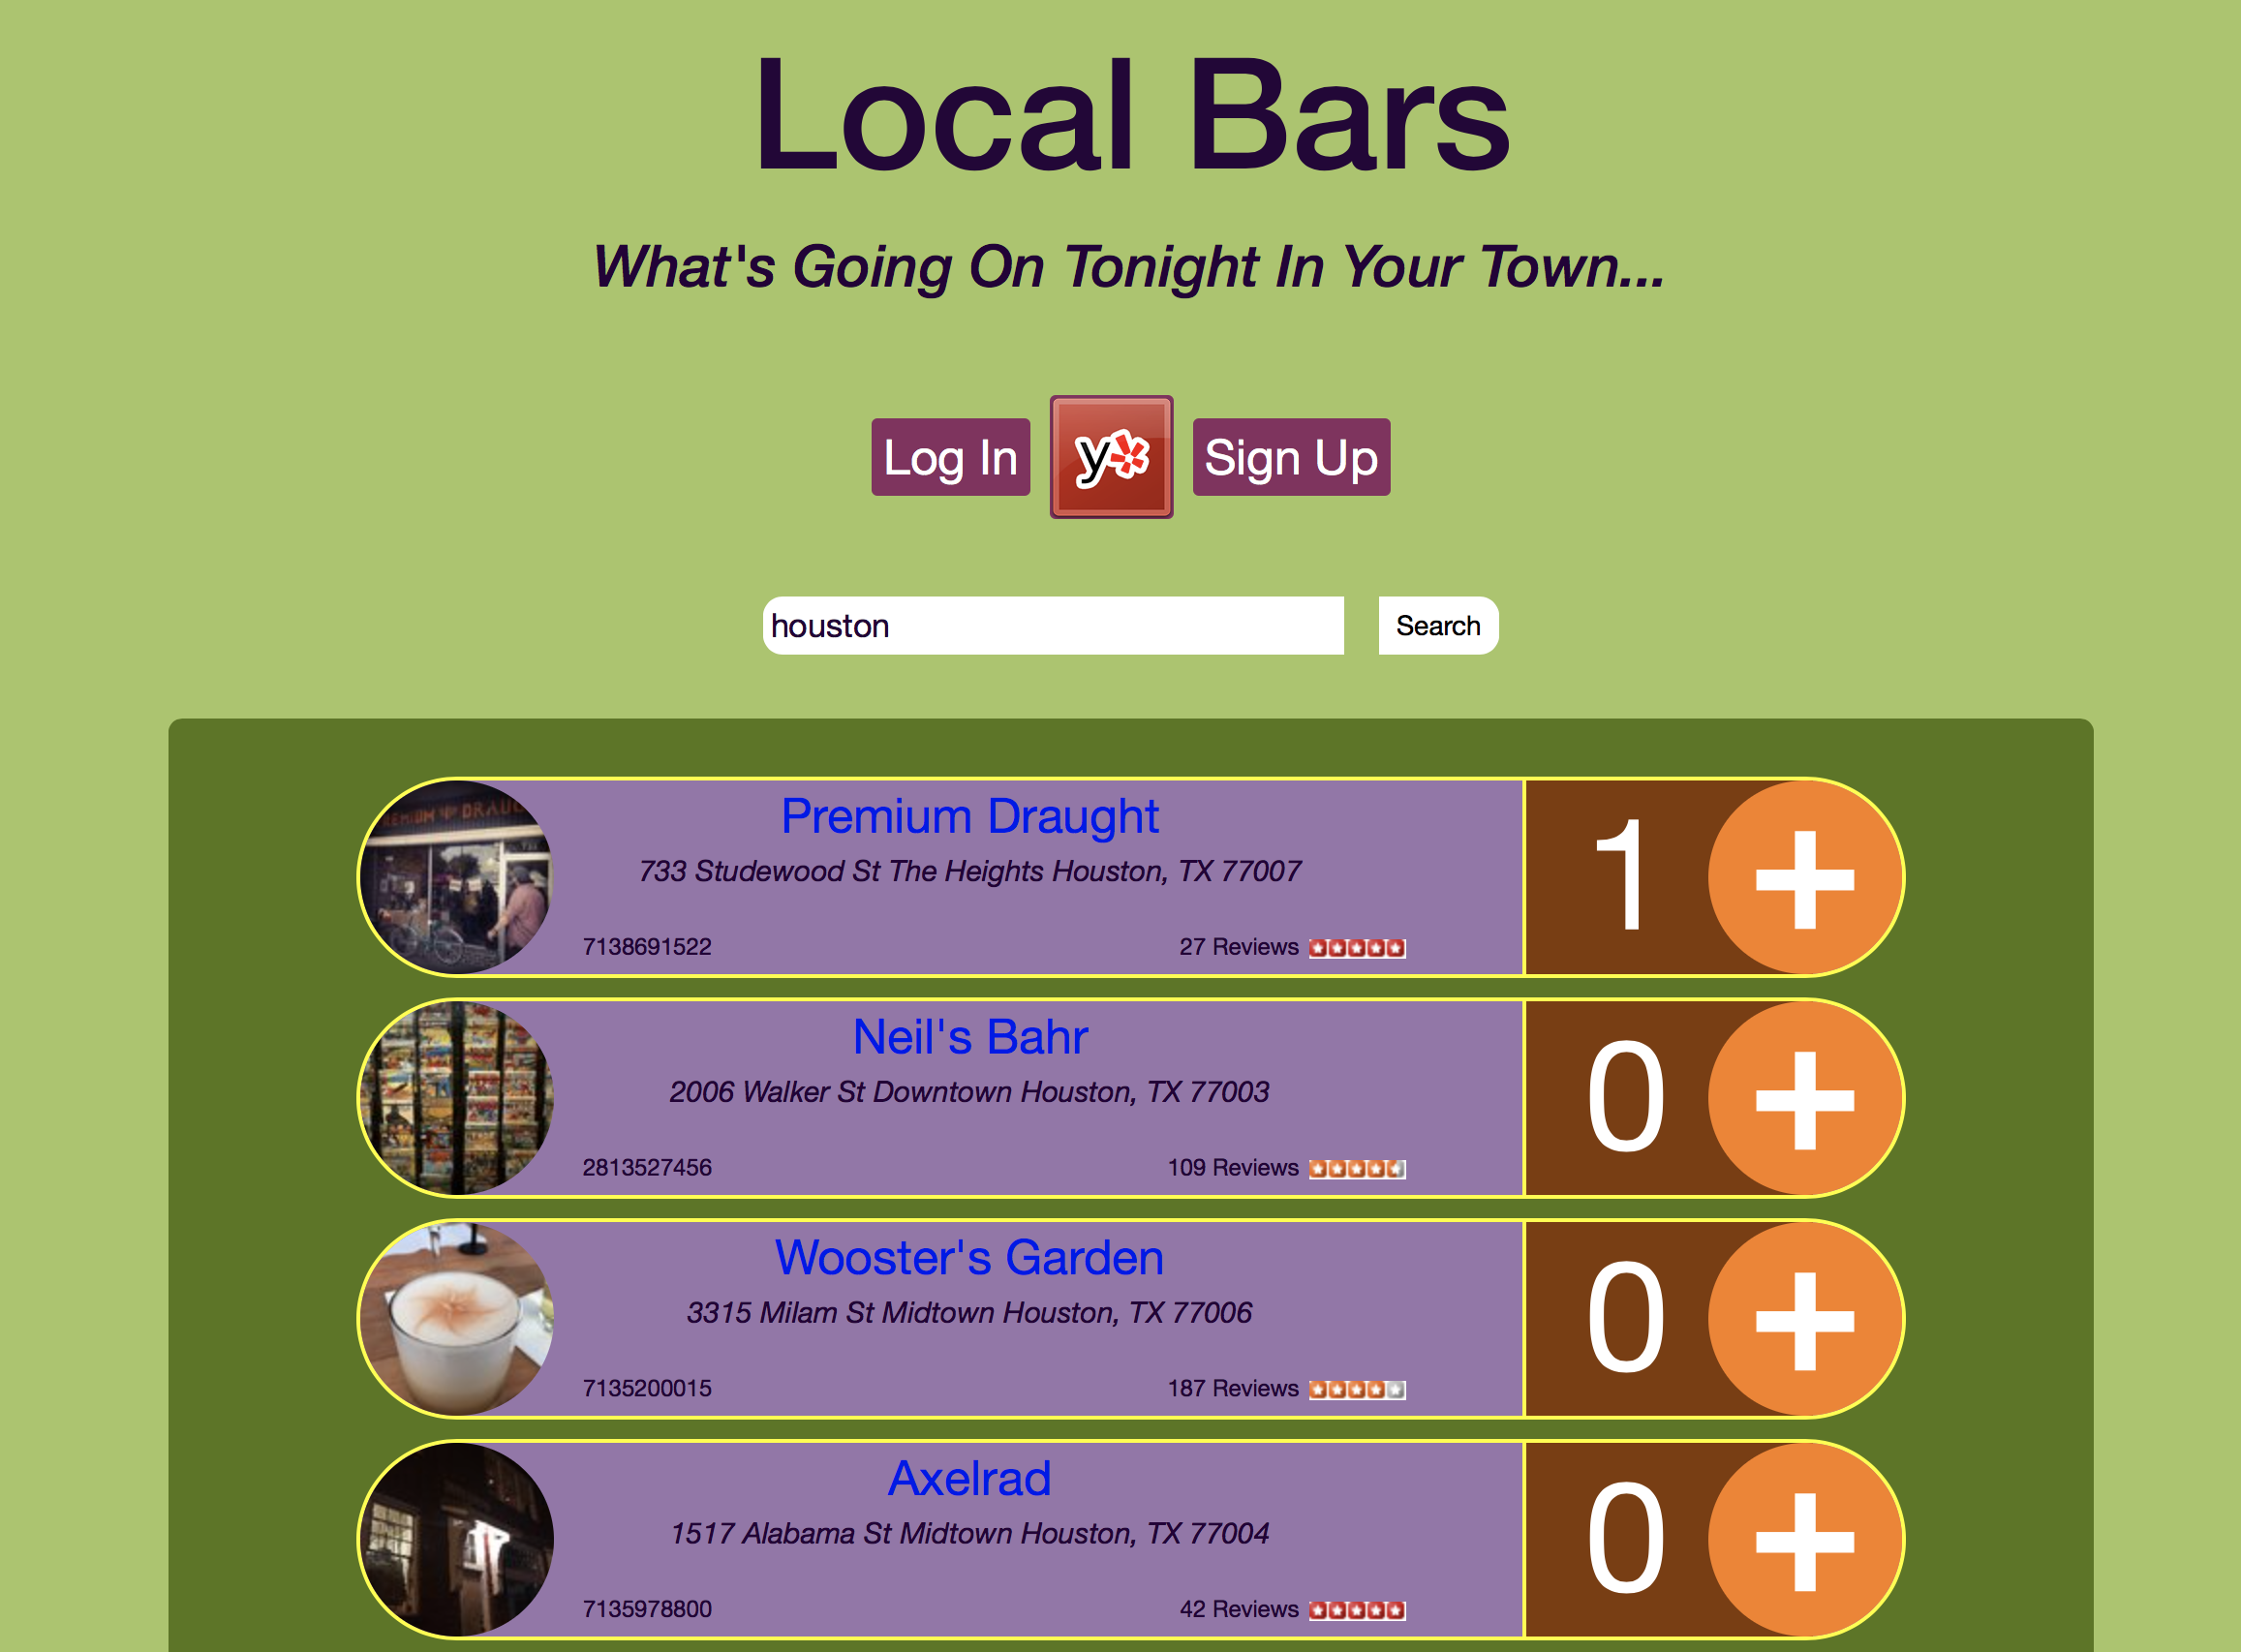 Local Bars
What's Going On Tonight In Your Town...
Log In
y
Sign Up
houston
Search
Premium Draught
733 Studewood St The Heights Houston, TX 77007
7138691522
27 Reviews
1
+
Neil's Bahr
2006 Walker St Downtown Houston, TX 77003
2813527456
109 Reviews
0
+
Wooster's Garden
3315 Milam St Midtown Houston, TX 77006
7135200015
187 Reviews
0
+
Axelrad
1517 Alabama St Midtown Houston, TX 77004
7135978800
42 Reviews
0
+